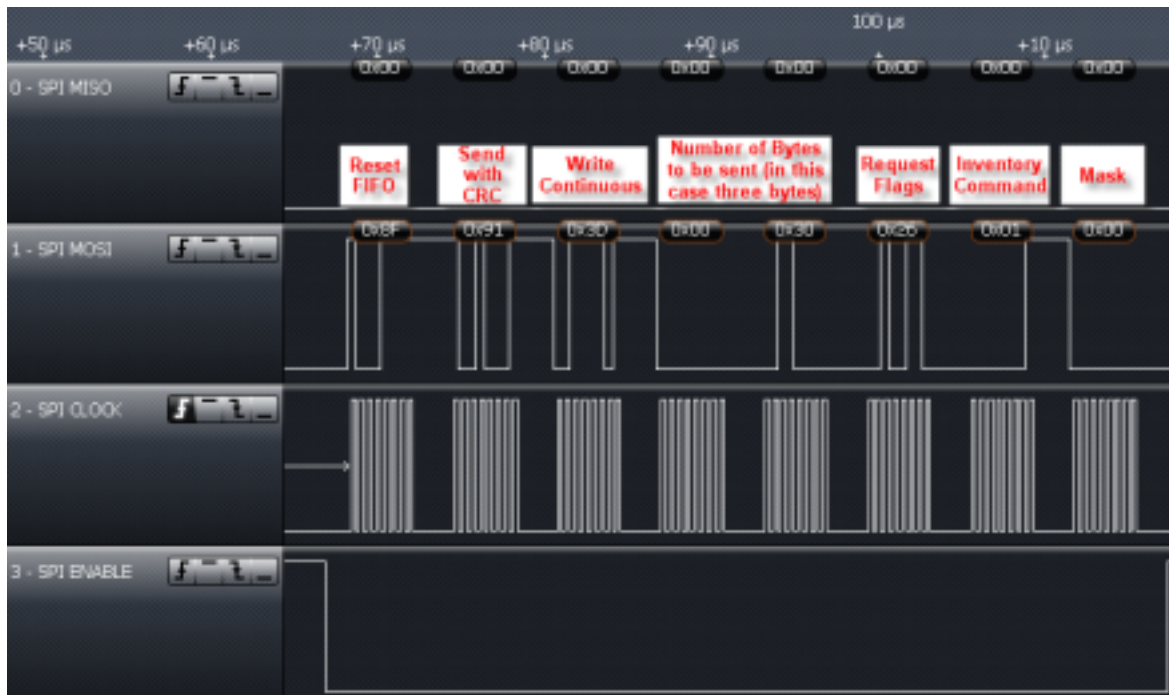 100 µs
+50 µs +60 µs +70 µs +80 µs +90 µs +10 µs
0x00 0x00 0x00 0x00 0x00 0x00 0x00 0x00
0 - SPI MISO
Reset
FIFO
Send
with
CRC
Write
Continuous
Number of Bytes
to be sent (in this
case three bytes)
Request
Flags
Inventory
Command
Mask
0x8F 0x91 0x3D 0x00 0x30 0x26 0x01 0x00
1 - SPI MOSI
2 - SPI CLOCK
3 - SPI ENABLE